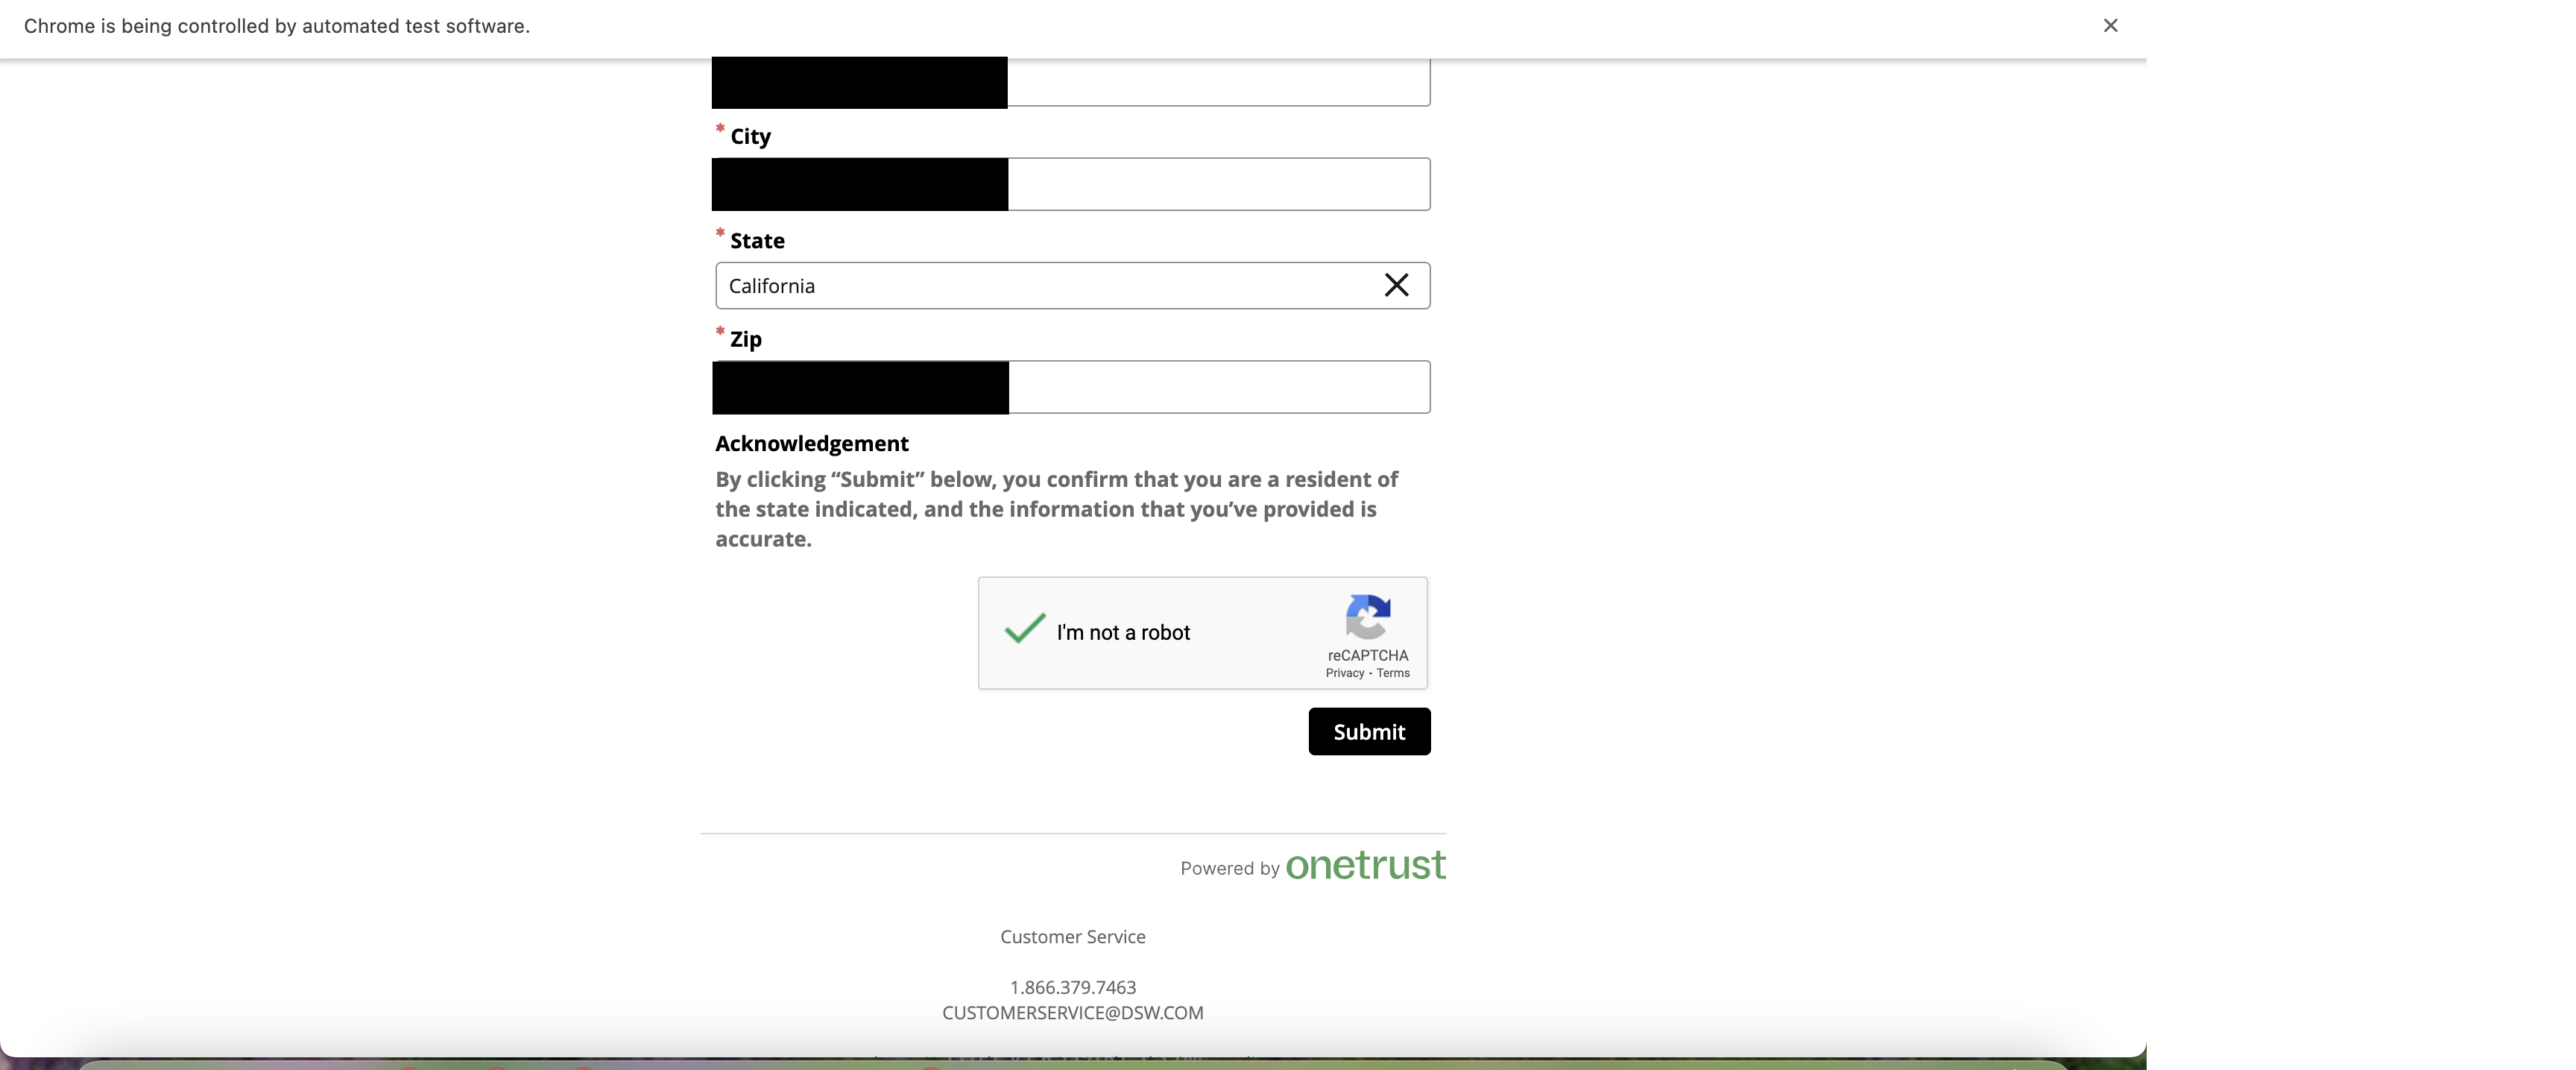 Chrome is being controlled by automated test software.
* City
* State
California
* Zip
Acknowledgement
By clicking “Submit” below, you confirm that you are a resident of
the state indicated, and the information that you’ve provided is
accurate.
I'm not a robot
reCAPTCHA
Privacy - Terms
Submit
Powered by onetrust
Customer Service
1.866.379.7463
CUSTOMERSERVICE@DSW.COM